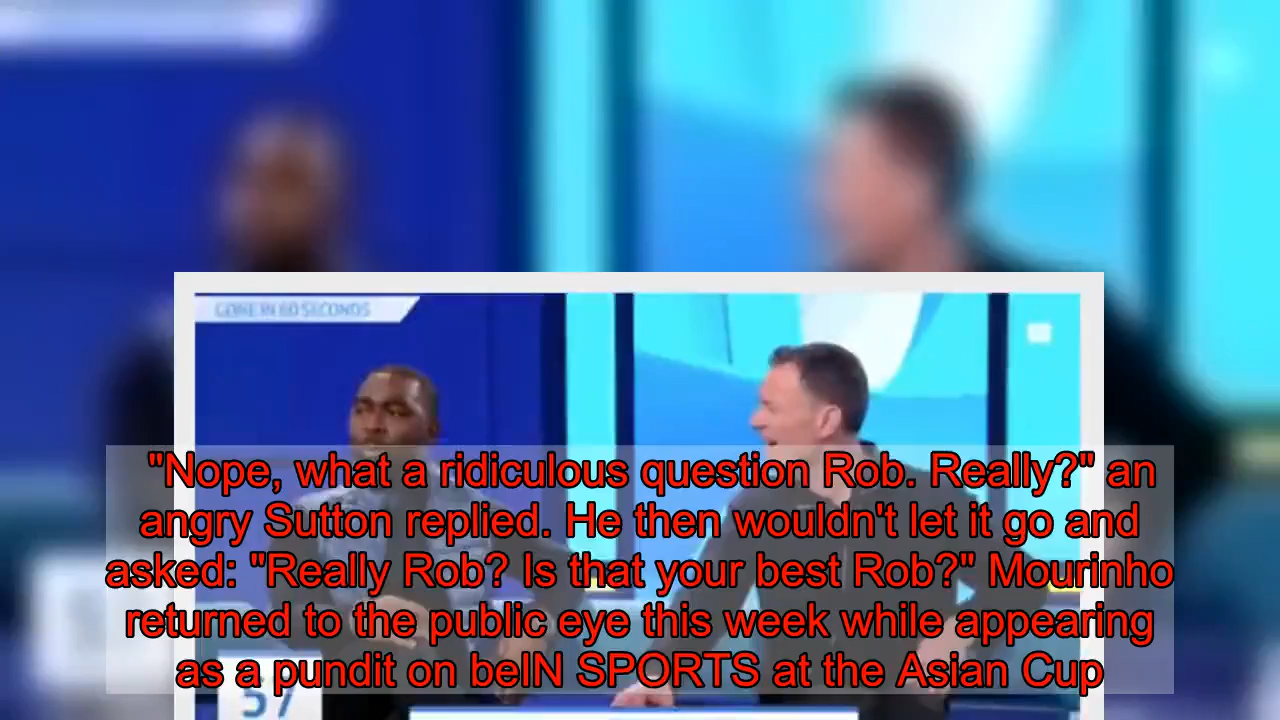 GONE IN 60 SECONDS
"Nope, what a ridiculous question Rob. Really?" an
angry Sutton replied. He then wouldn't let it go and
asked: "Really Rob? Is that your best Rob?" Mourinho
returned to the public eye this week while appearing
as a pundit on beIN SPORTS at the Asian Cup
57